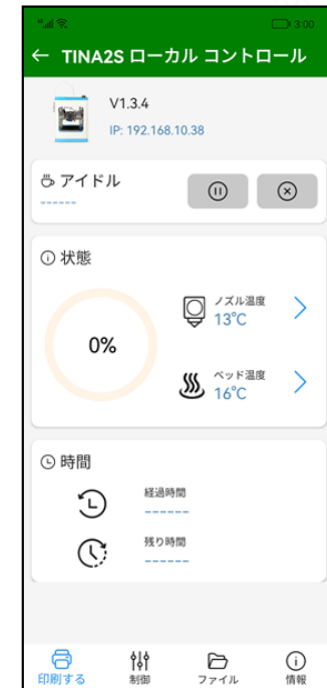 3:00
← TINA2S ローカル コントロール
V1.3.4
IP: 192.168.10.38
アイドル
------
状態
0%
ノズル温度
13°C
ベッド温度
16°C
時間
経過時間
------
残り時間
------
印刷する 制御 ファイル 情報